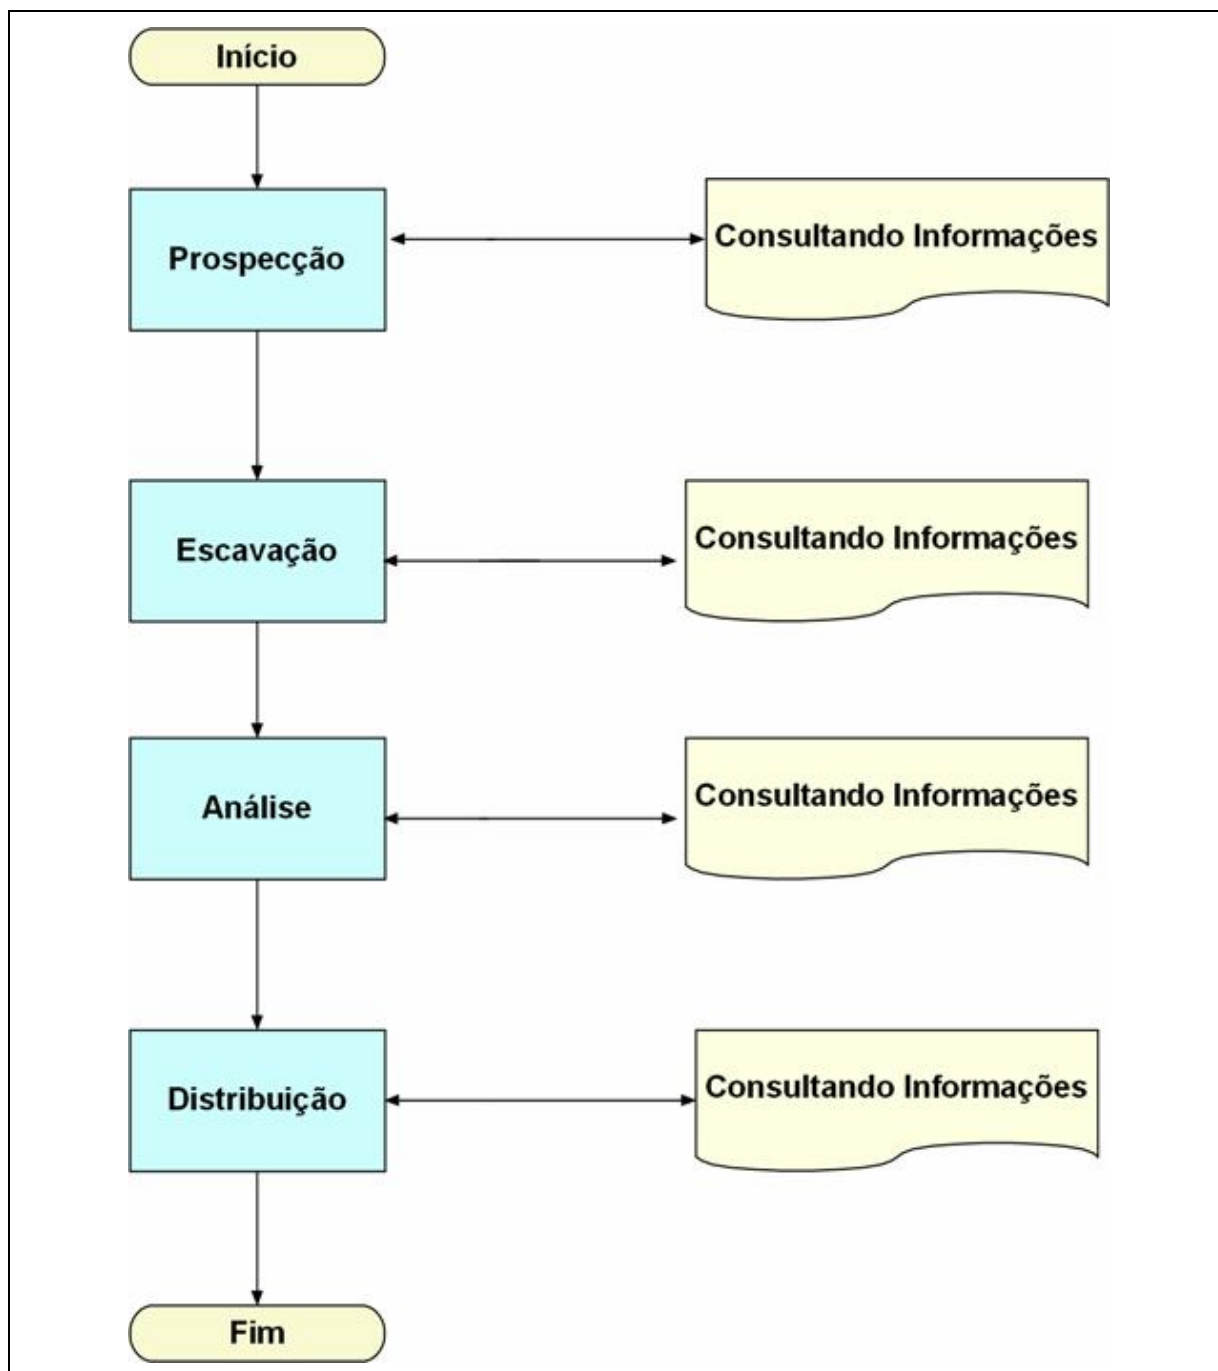 Início
Prospecção
Consultando Informações
Escavação
Consultando Informações
Análise
Consultando Informações
Distribuição
Consultando Informações
Fim